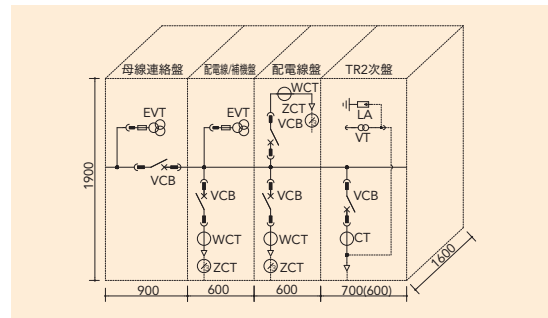 母線連絡盤 配電線/補機盤 配電線盤 TR2次盤
WCT
EVT EVT ZCT LA
VCB VT
VCB
VCB VCB VCB
WCT WCT CT
ZCT ZCT
1900
900 600 600 700(600)
1600